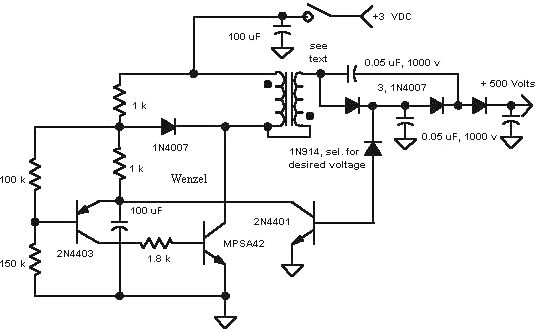 +3 VDC
100 uF
see
text
0.05 uF, 1000 v
3, 1N4007
+ 500 Volts
1 k
1N4007
0.05 uF, 1000 v
1N914, sel. for
desired voltage
1 k
100 k
Wenzel
100 uF
2N4401
2N4403
MPSA42
1.8 k
150 k